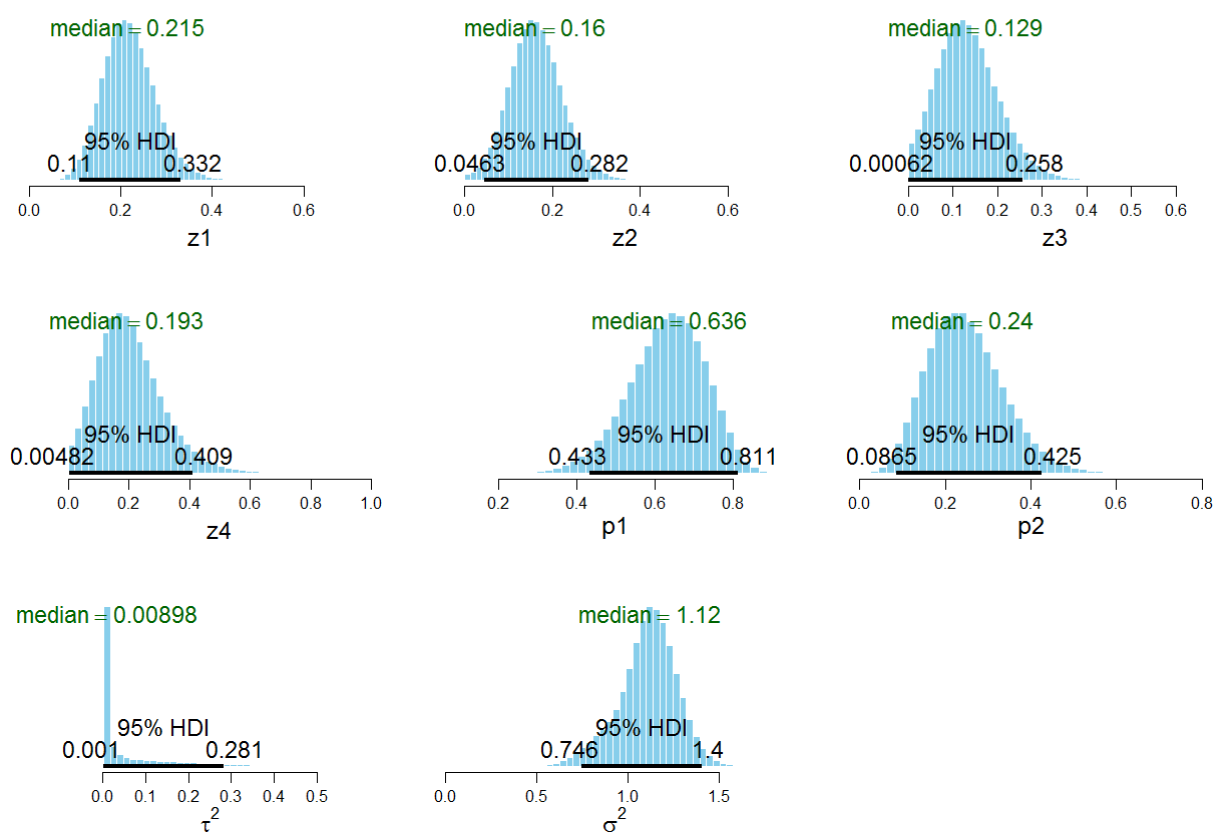 median = 0.215
95% HDI
0.11 0.332
0.0 0.2 0.4 0.6
z1
median = 0.16
95% HDI
0.0463 0.282
0.0 0.2 0.4 0.6
z2
median = 0.129
95% HDI
0.00062 0.258
0.0 0.1 0.2 0.3 0.4 0.5 0.6
z3
median = 0.193
95% HDI
0.00482 0.409
0.0 0.2 0.4 0.6 0.8 1.0
z4
median = 0.636
95% HDI
0.433 0.811
0.2 0.4 0.6 0.8
p1
median = 0.24
95% HDI
0.0865 0.425
0.0 0.2 0.4 0.6 0.8
p2
median = 0.00898
95% HDI
0.001 0.281
0.0 0.1 0.2 0.3 0.4 0.5
τ²
median = 1.12
95% HDI
0.746 1.4
0.0 0.5 1.0 1.5
σ²